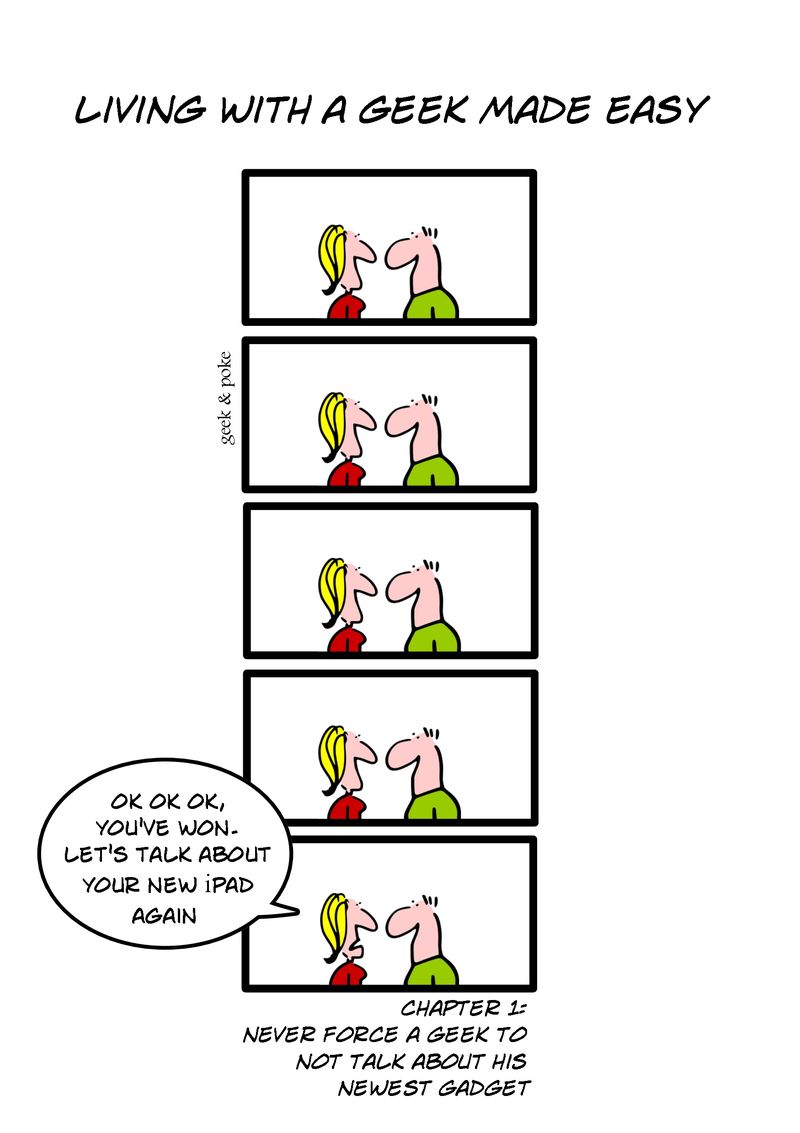 LIVING WITH A GEEK MADE EASY
geek & poke
OK OK OK,
YOU'VE WON.
LET'S TALK ABOUT
YOUR NEW iPAD
AGAIN
CHAPTER 1:
NEVER FORCE A GEEK TO
NOT TALK ABOUT HIS
NEWEST GADGET